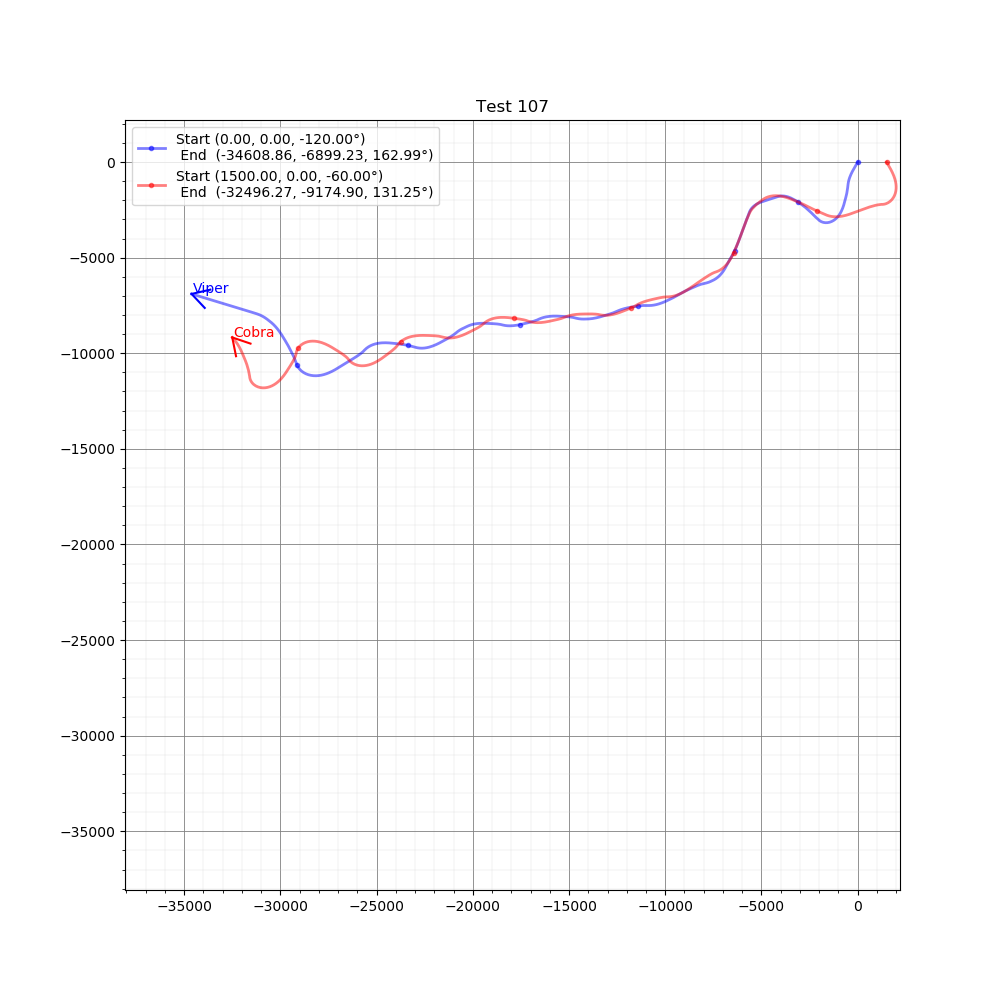 Test 107
Start (0.00, 0.00, -120.00°)
End (-34608.86, -6899.23, 162.99°)
Start (1500.00, 0.00, -60.00°)
End (-32496.27, -9174.90, 131.25°)
0
−5000
−10000
−15000
−20000
−25000
−30000
−35000
Viper
Cobra
−35000 −30000 −25000 −20000 −15000 −10000 −5000 0